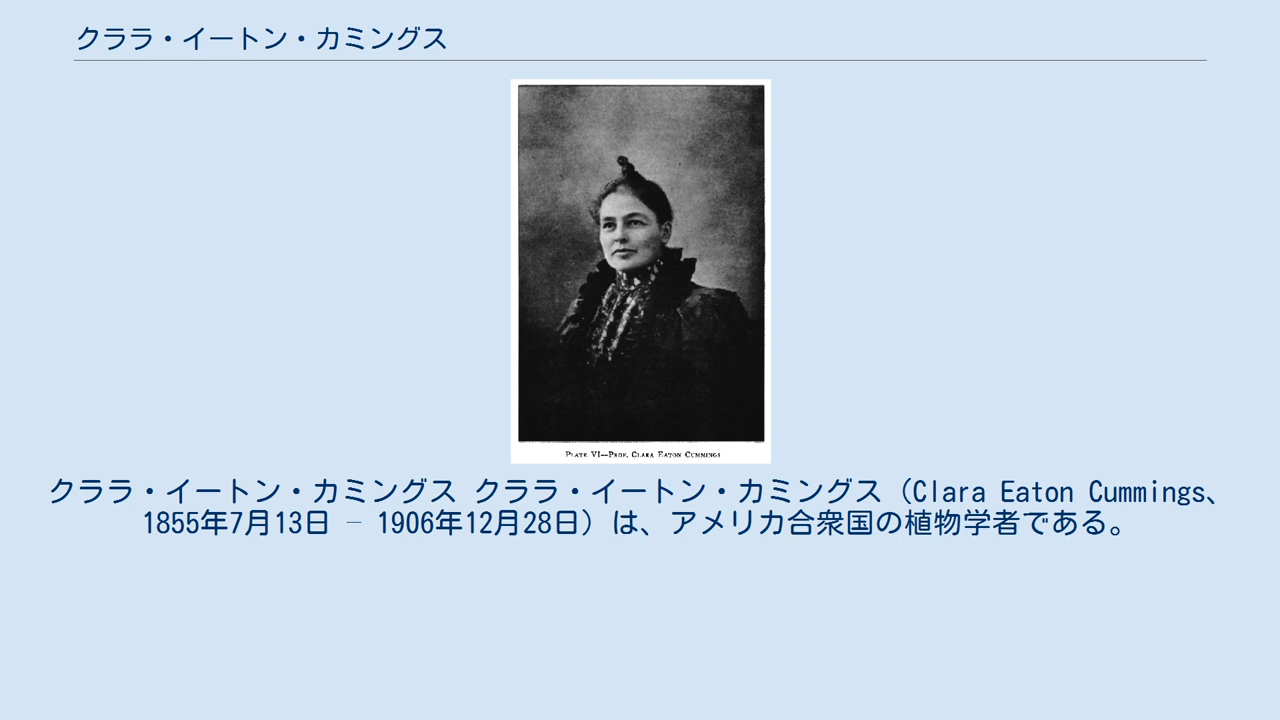 クララ・イートン・カミングス
PLATE VI—PROF. CLARA EATON CUMMINGS
クララ・イートン・カミングス クララ・イートン・カミングス（Clara Eaton Cummings、
1855年7月13日 – 1906年12月28日）は、アメリカ合衆国の植物学者である。